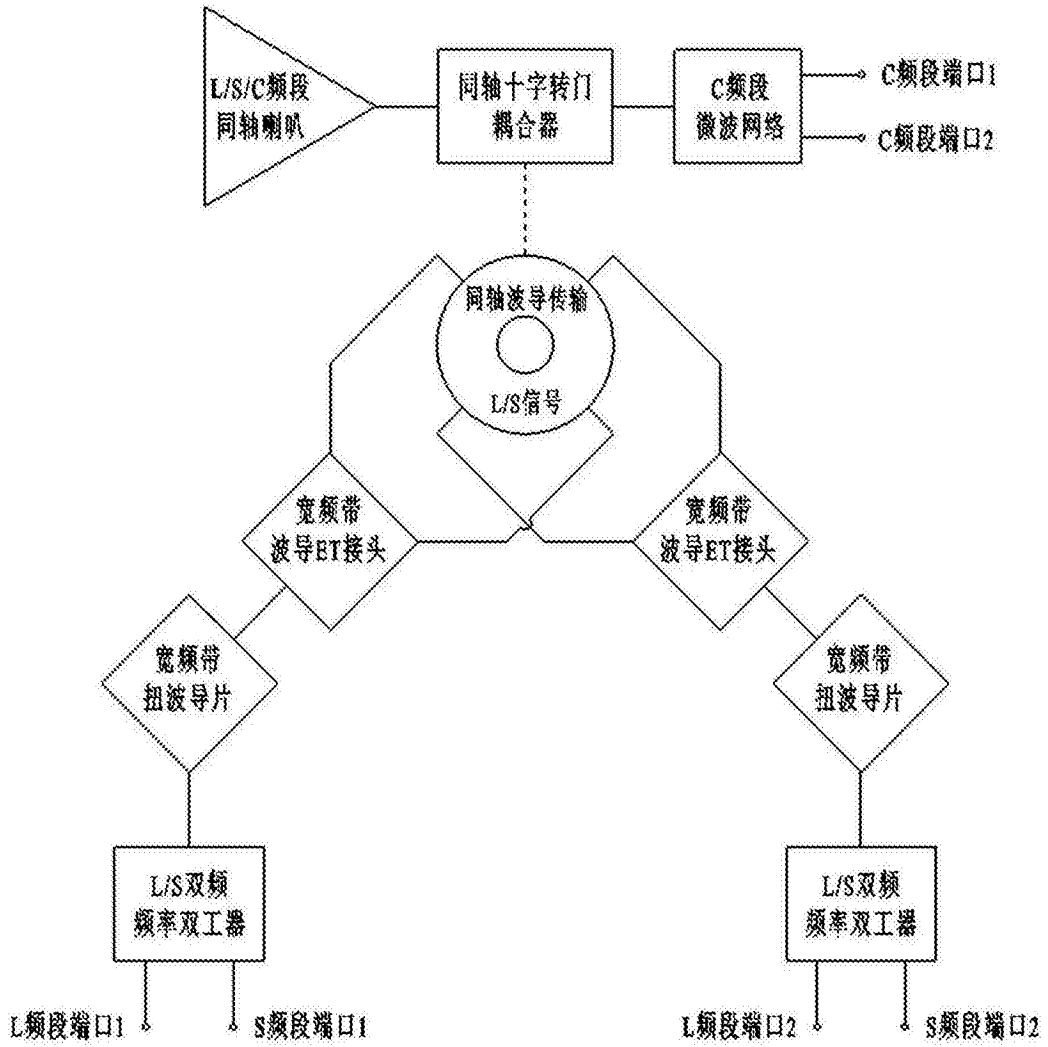 L/S/C频段
同轴喇叭
同轴十字转门
耦合器
C频段
微波网络
C频段端口1
C频段端口2
同轴波导传输
L/S信号
宽频带
波导ET接头
宽频带
波导ET接头
宽频带
扭波导片
宽频带
扭波导片
L/S双频
频率双工器
L/S双频
频率双工器
L频段端口1
S频段端口1
L频段端口2
S频段端口2